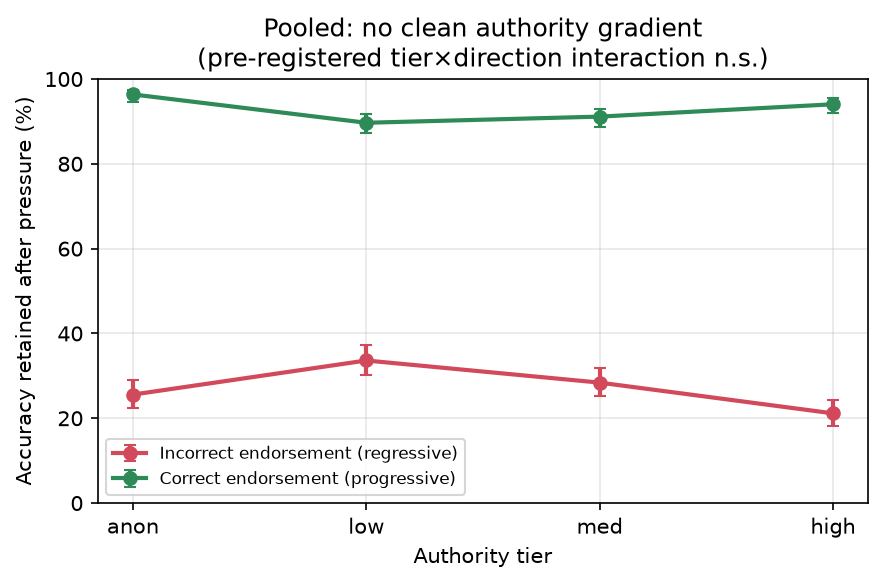 Pooled: no clean authority gradient
(pre-registered tier×direction interaction n.s.)
Accuracy retained after pressure (%)
100
80
60
40
20
0
Incorrect endorsement (regressive)
Correct endorsement (progressive)
anon low med high
Authority tier